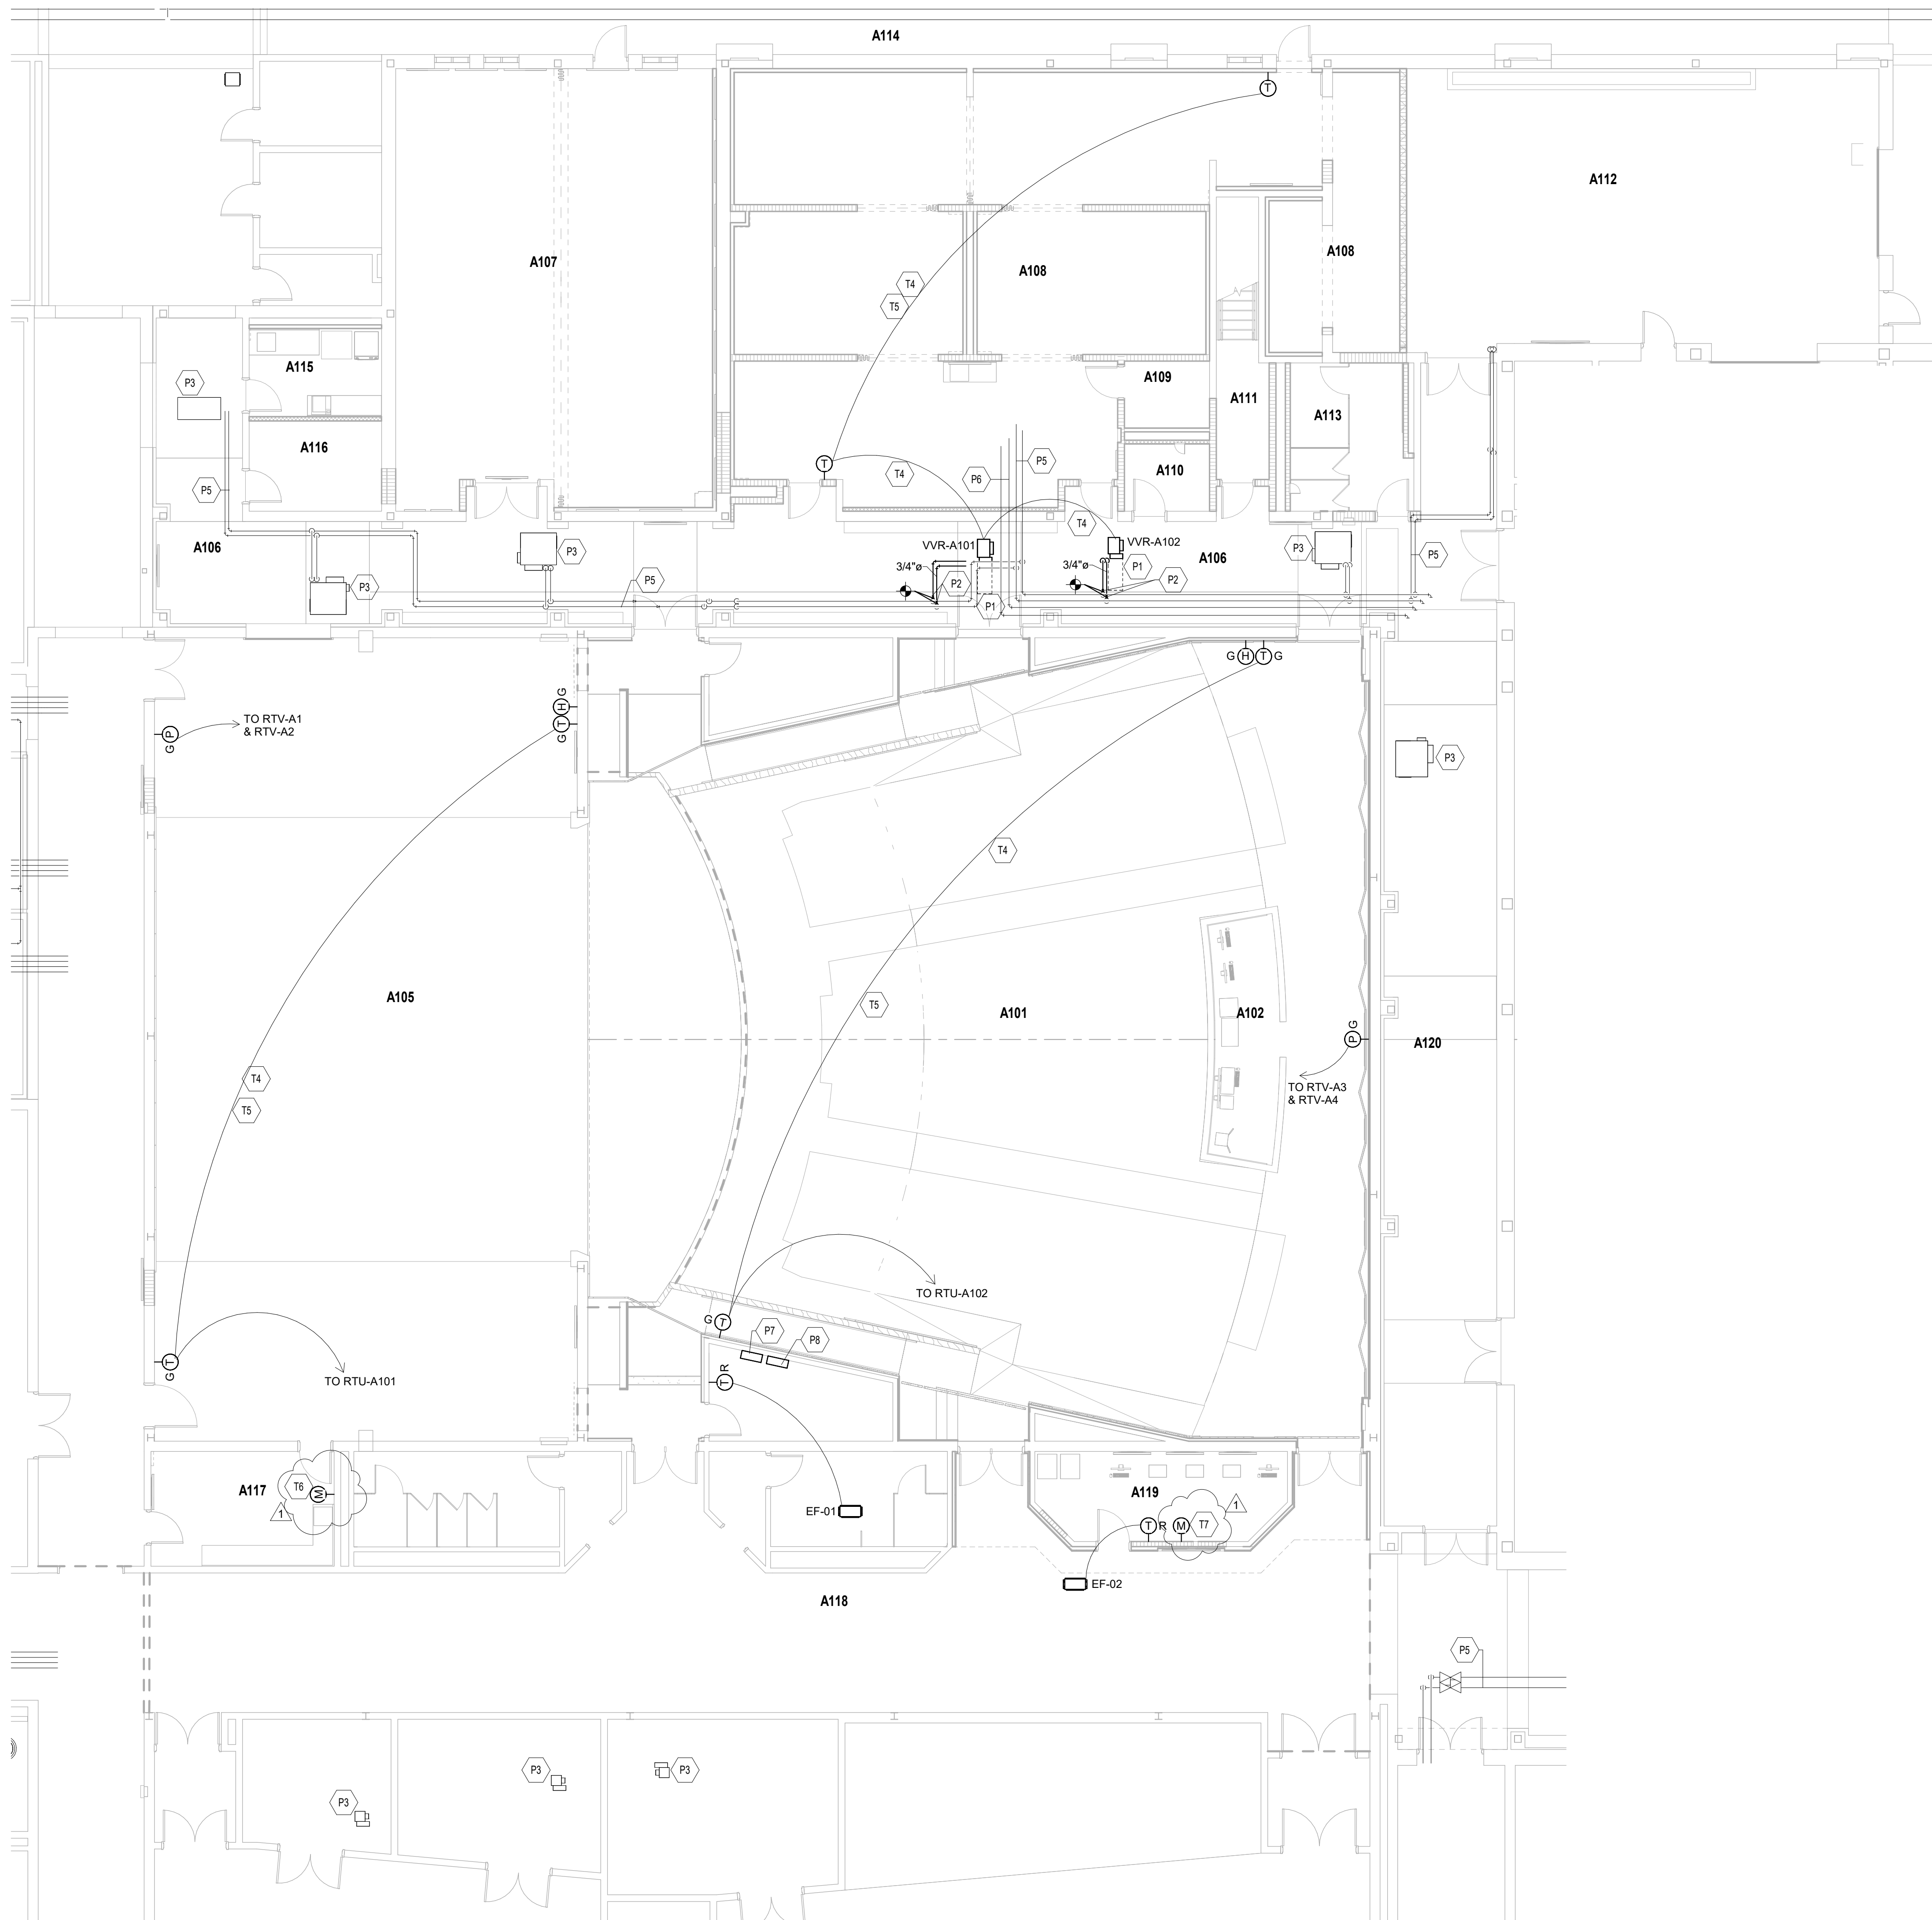 A114
T
A112
A107
A108
A108
T4
T5
A115
P3
A109
A111
A113
A116
T
T4
P6
P5
A110
P5
T4
A106
P3
VVR-A101
VVR-A102
A106
P3
P5
3/4"ø
3/4"ø
P1
P3
P5
P2
P2
P1
G H T G
G T H G
G P
TO RTV-A1
& RTV-A2
P3
T4
A105
T5
A101
A102
P G
A120
T4
TO RTV-A3
& RTV-A4
T5
TO RTU-A102
G T
P7
P8
G T
TO RTU-A101
T R
A117
T6
M
1
EF-01
A119
1
T R
M
T7
EF-02
A118
P5
P3
P3
P3